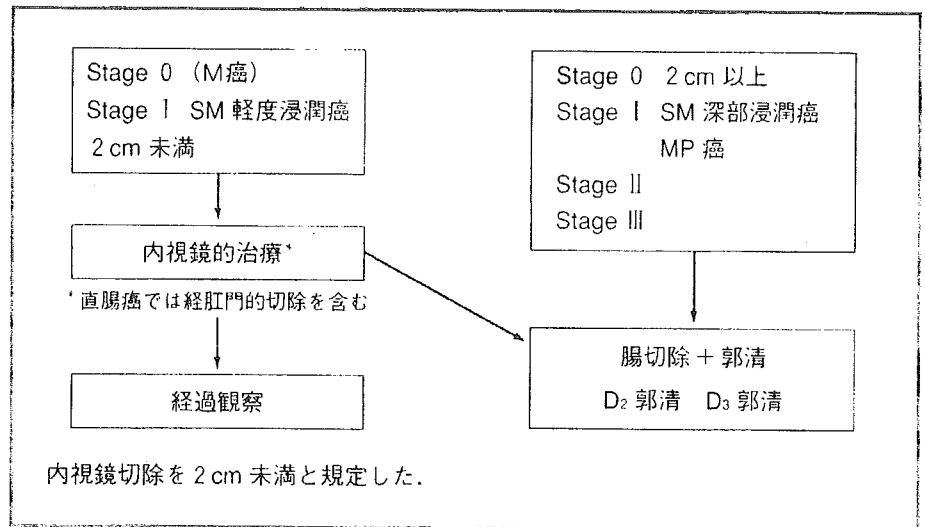 Stage 0 （M癌）
Stage I SM 軽度浸潤癌
2 cm 未満
内視鏡的治療*
* 直腸癌では経肛門的切除を含む
経過観察
Stage 0 2 cm 以上
Stage I SM 深部浸潤癌
MP 癌
Stage II
Stage III
腸切除 + 郭清
D₂ 郭清 D₃ 郭清
内視鏡切除を 2 cm 未満と規定した.